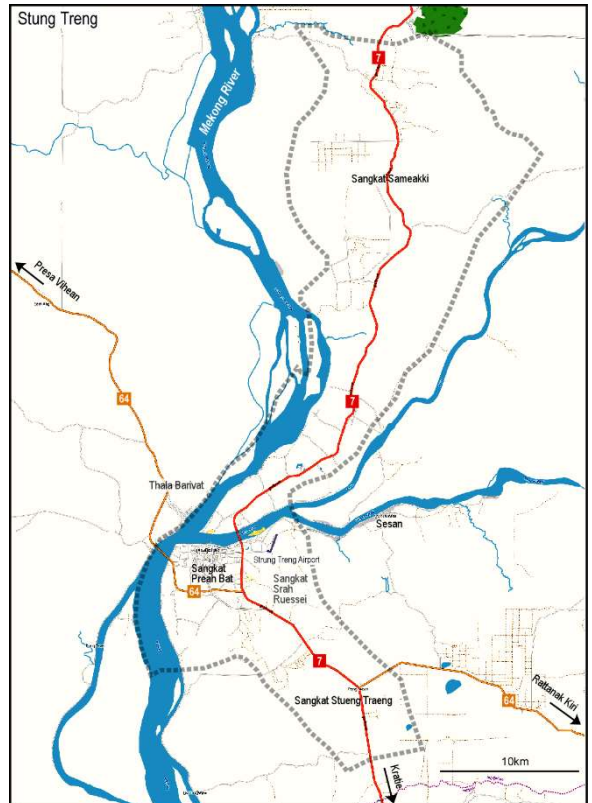 Stung Treng
7
Mekong River
Sangkat Sameakki
Presa Vihean
64
7
Thala Barivat
Sesan
Strung Treng Airport
Sangkat
Preah Bat
Sangkat
Srah
Ruessei
64
7
Sangkat Stueng Traeng
64
Rattanak Kiri
10km
Kratie